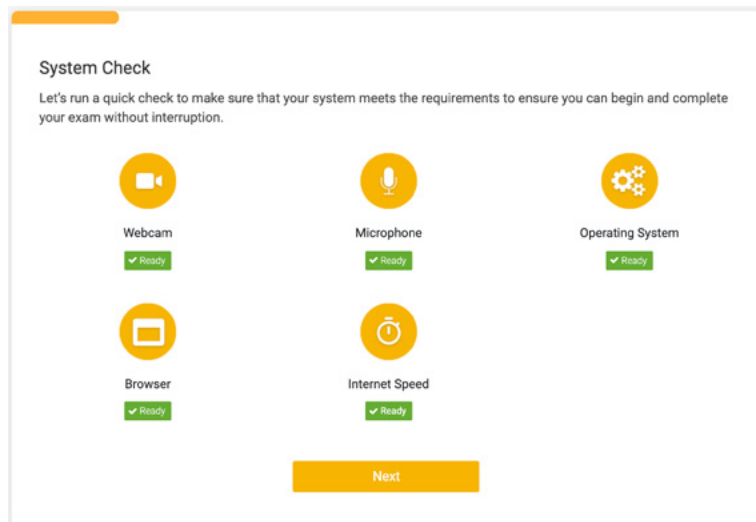 System Check
Let's run a quick check to make sure that your system meets the requirements to ensure you can begin and complete
your exam without interruption.
Webcam
Microphone
Operating System
Ready
Ready
Ready
Browser
Internet Speed
Ready
Ready
Next